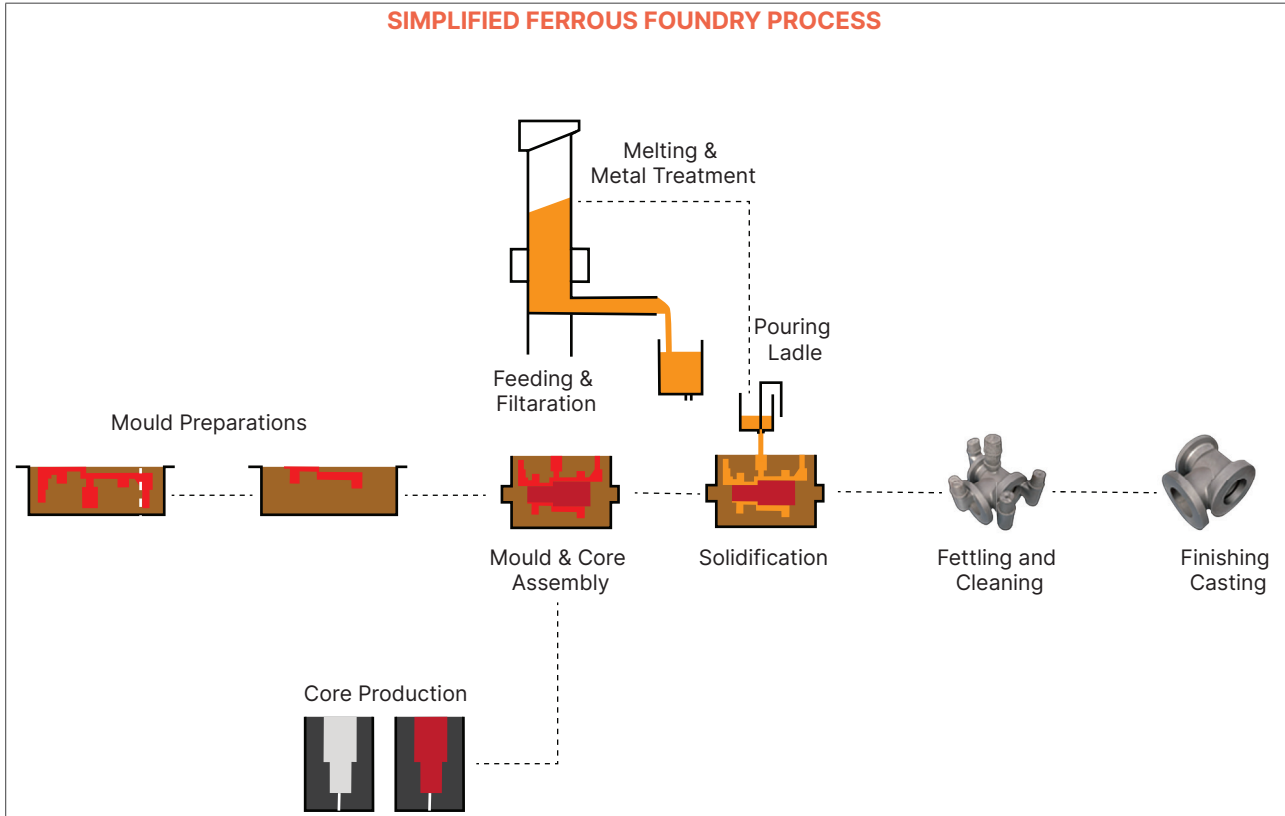 SIMPLIFIED FERROUS FOUNDRY PROCESS
Melting &
Metal Treatment
Pouring
Ladle
Feeding &
Filtaration
Mould Preparations
Mould & Core
Assembly
Solidification
Fettling and
Cleaning
Finishing
Casting
Core Production